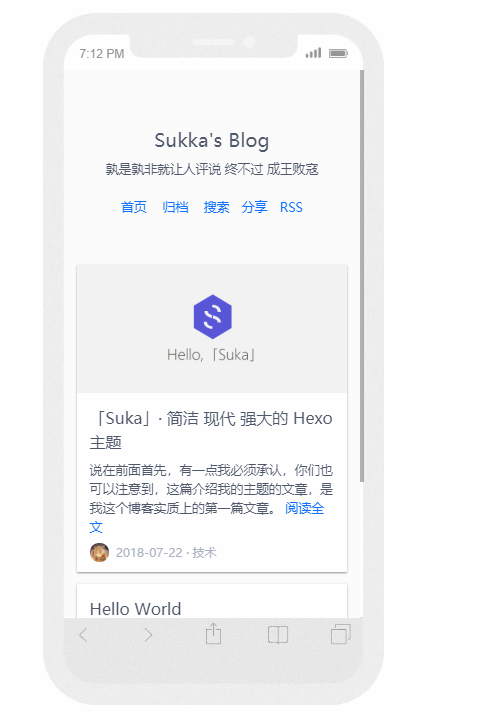 7:12 PM
Sukka's Blog
孰是孰非就让人评说 终不过 成王败寇
首页 归档 搜索 分享 RSS
Hello,「Suka」
「Suka」· 简洁 现代 强大的 Hexo
主题
说在前面首先，有一点我必须承认，你们也
可以注意到，这篇介绍我的主题的文章，是
我这个博客实质上的第一篇文章。 阅读全
文
2018-07-22 · 技术
Hello World